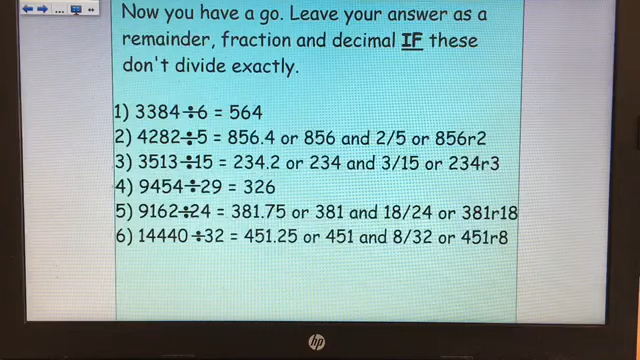 Now you have a go. Leave your answer as a
remainder, fraction and decimal IF these
don't divide exactly.
1) 3384÷6 = 564
2) 4282÷5 = 856.4 or 856 and 2/5 or 856r2
3) 3513÷15 = 234.2 or 234 and 3/15 or 234r3
4) 9454÷29 = 326
5) 9162÷24 = 381.75 or 381 and 18/24 or 381r18
6) 14440÷32 = 451.25 or 451 and 8/32 or 451r8
hp